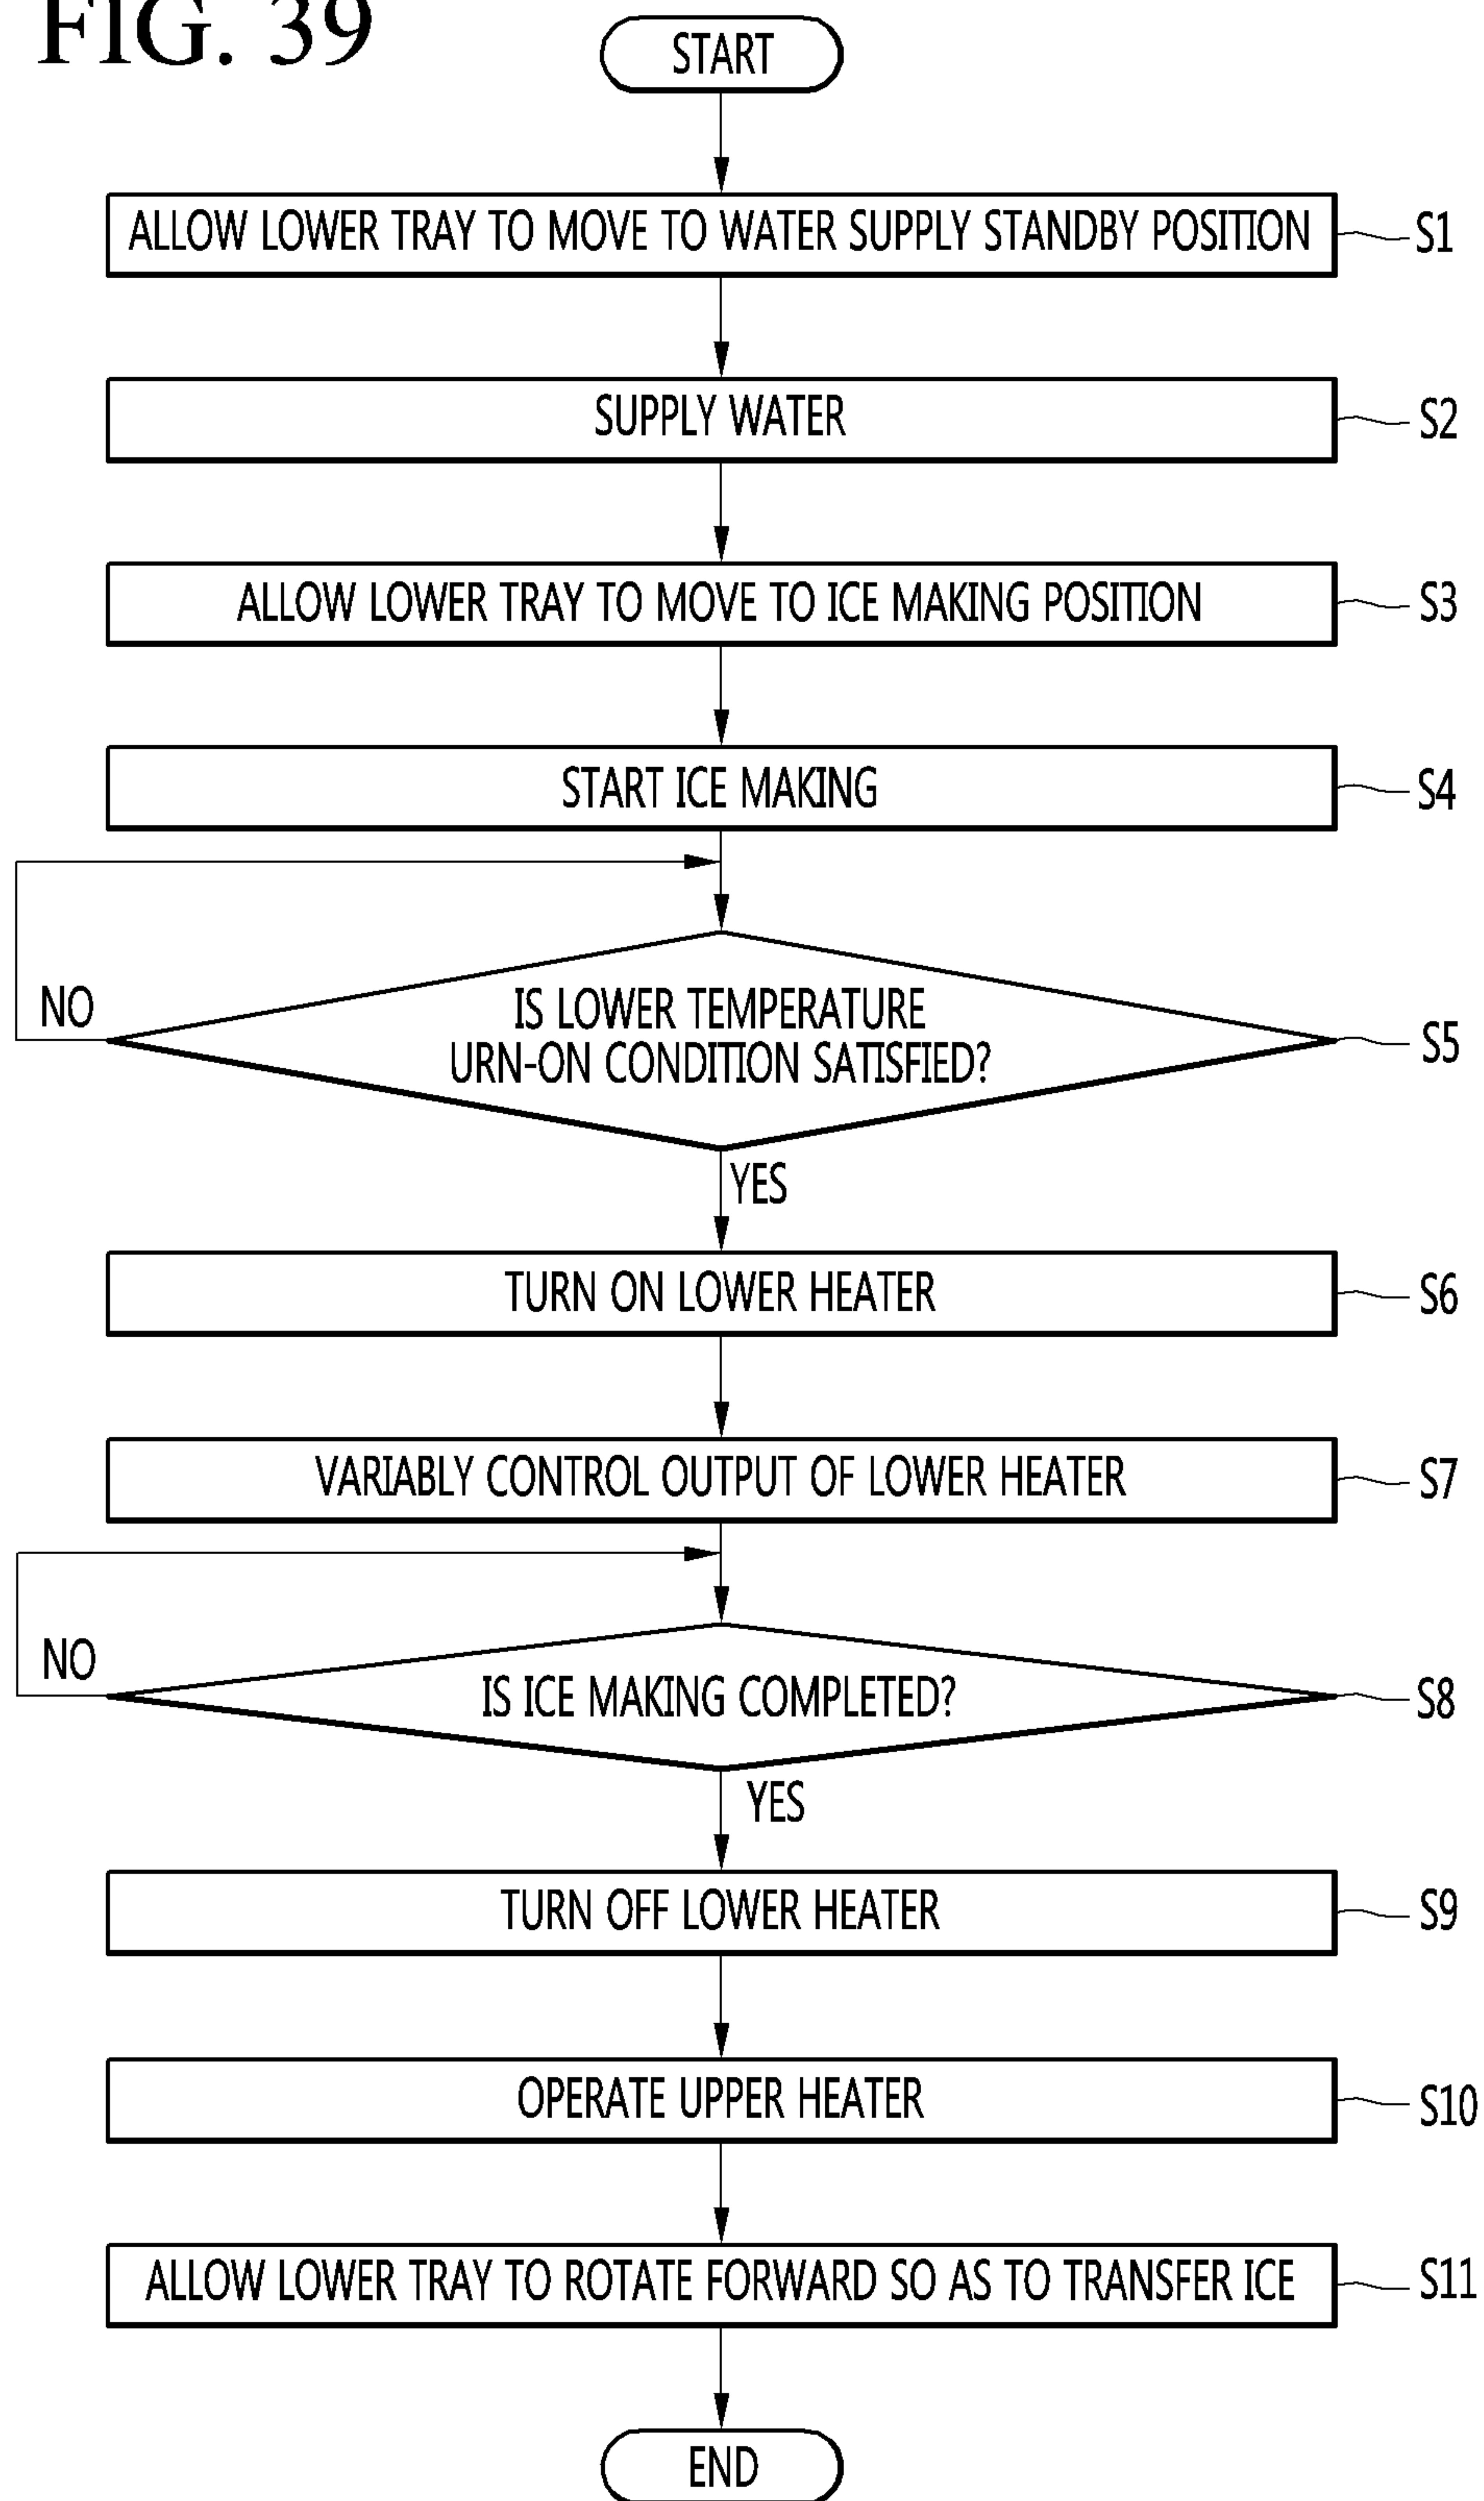 FIG. 39
START
ALLOW LOWER TRAY TO MOVE TO WATER SUPPLY STANDBY POSITION
S1
SUPPLY WATER
S2
ALLOW LOWER TRAY TO MOVE TO ICE MAKING POSITION
S3
START ICE MAKING
S4
NO
IS LOWER TEMPERATURE
URN-ON CONDITION SATISFIED?
S5
YES
TURN ON LOWER HEATER
S6
VARIABLY CONTROL OUTPUT OF LOWER HEATER
S7
NO
IS ICE MAKING COMPLETED?
S8
YES
TURN OFF LOWER HEATER
S9
OPERATE UPPER HEATER
S10
ALLOW LOWER TRAY TO ROTATE FORWARD SO AS TO TRANSFER ICE
S11
END